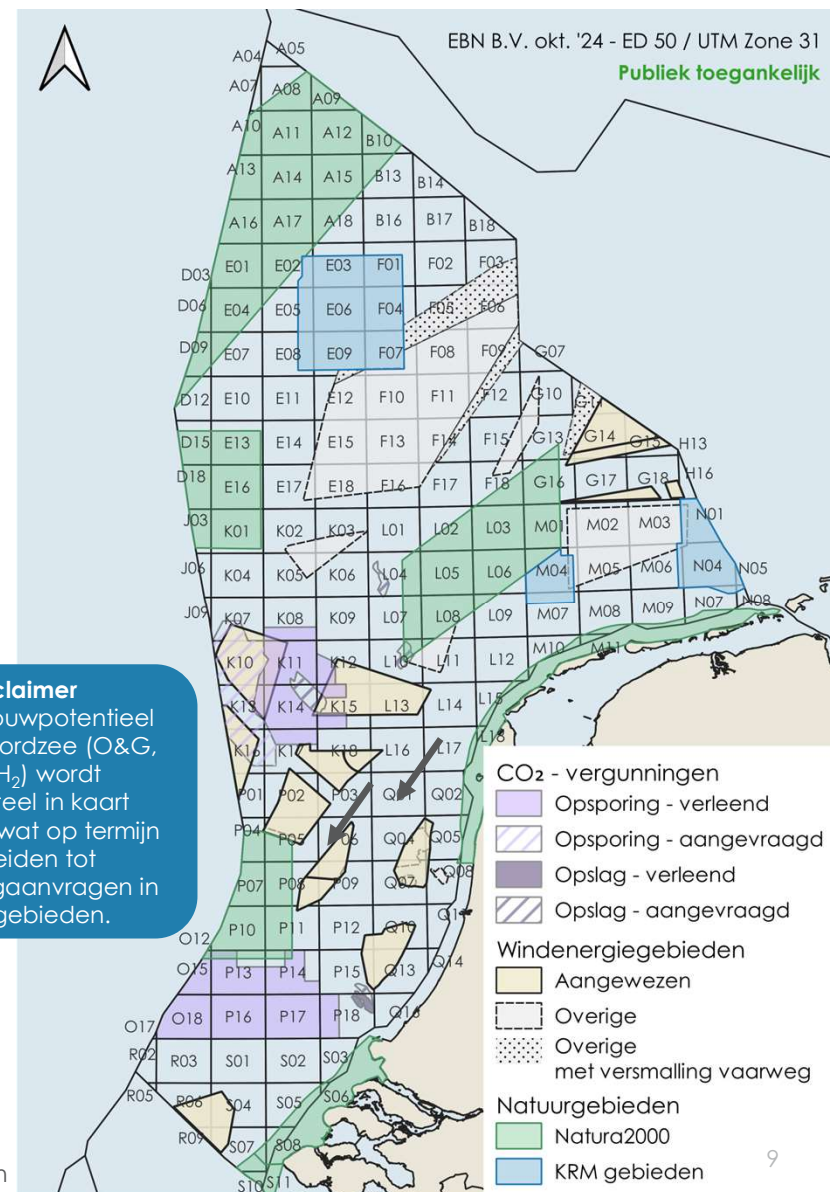 EBN B.V. okt. '24 - ED 50 / UTM Zone 31
Publiek toegankelijk
A04 A05
A07 A08 A09
A10 A11 A12 B10
A13 A14 A15 B13 B14
A16 A17 A18 B16 B17 B18
D03 E01 E02 E03 F01 F02 F03
D06 E04 E05 E06 F04 F05 F06
D09 E07 E08 E09 F07 F08 F09 G07
D12 E10 E11 E12 F10 F11 F12 G10 G11
D15 E13 E14 E15 F13 F14 F15 G13 G14 G15 H13
D18 E16 E17 E18 F16 F17 F18 G16 G17 G18 H16
J03 K01 K02 K03 L01 L02 L03 M01 M02 M03 N01
J06 K04 K05 K06 L04 L05 L06 M04 M05 M06 N04 N05
J09 K07 K08 K09 L07 L08 L09 M07 M08 M09 N07 N08
K10 K11 K12 L10 L11 L12 M10 M11
K13 K14 K15 L13 L14 L15
K16 K17 K18 L16 L17 L18
P01 P02 P03 Q01 Q02
P04 P05 P06 Q04 Q05
P07 P08 P09 Q07 Q08
O12 P10 P11 P12 Q10 Q11
O15 P13 P14 P15 Q13 Q14
O17 O18 P16 P17 P18 Q16
R02 R03 S01 S02 S03
R05 R06 S04 S05 S06
R09 S07 S08
S10 S11
claimer
ouwpotentieel
ordzee (O&G,
H₂) wordt
eel in kaart
wat op termijn
eiden tot
gaanvragen in
gebieden.
CO₂ - vergunningen
Opsporing - verleend
Opsporing - aangevraagd
Opslag - verleend
Opslag - aangevraagd
Windenergiegebieden
Aangewezen
Overige
Overige
met versmalling vaarweg
Natuurgebieden
Natura2000
KRM gebieden
9
n